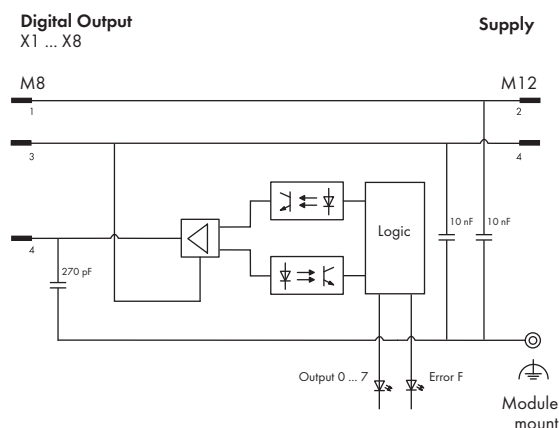 Digital Output
X1 ... X8
Supply
M8
M12
1
2
3
4
10 nF
10 nF
Logic
4
270 pF
Output 0 ... 7
Error F
Module
mount